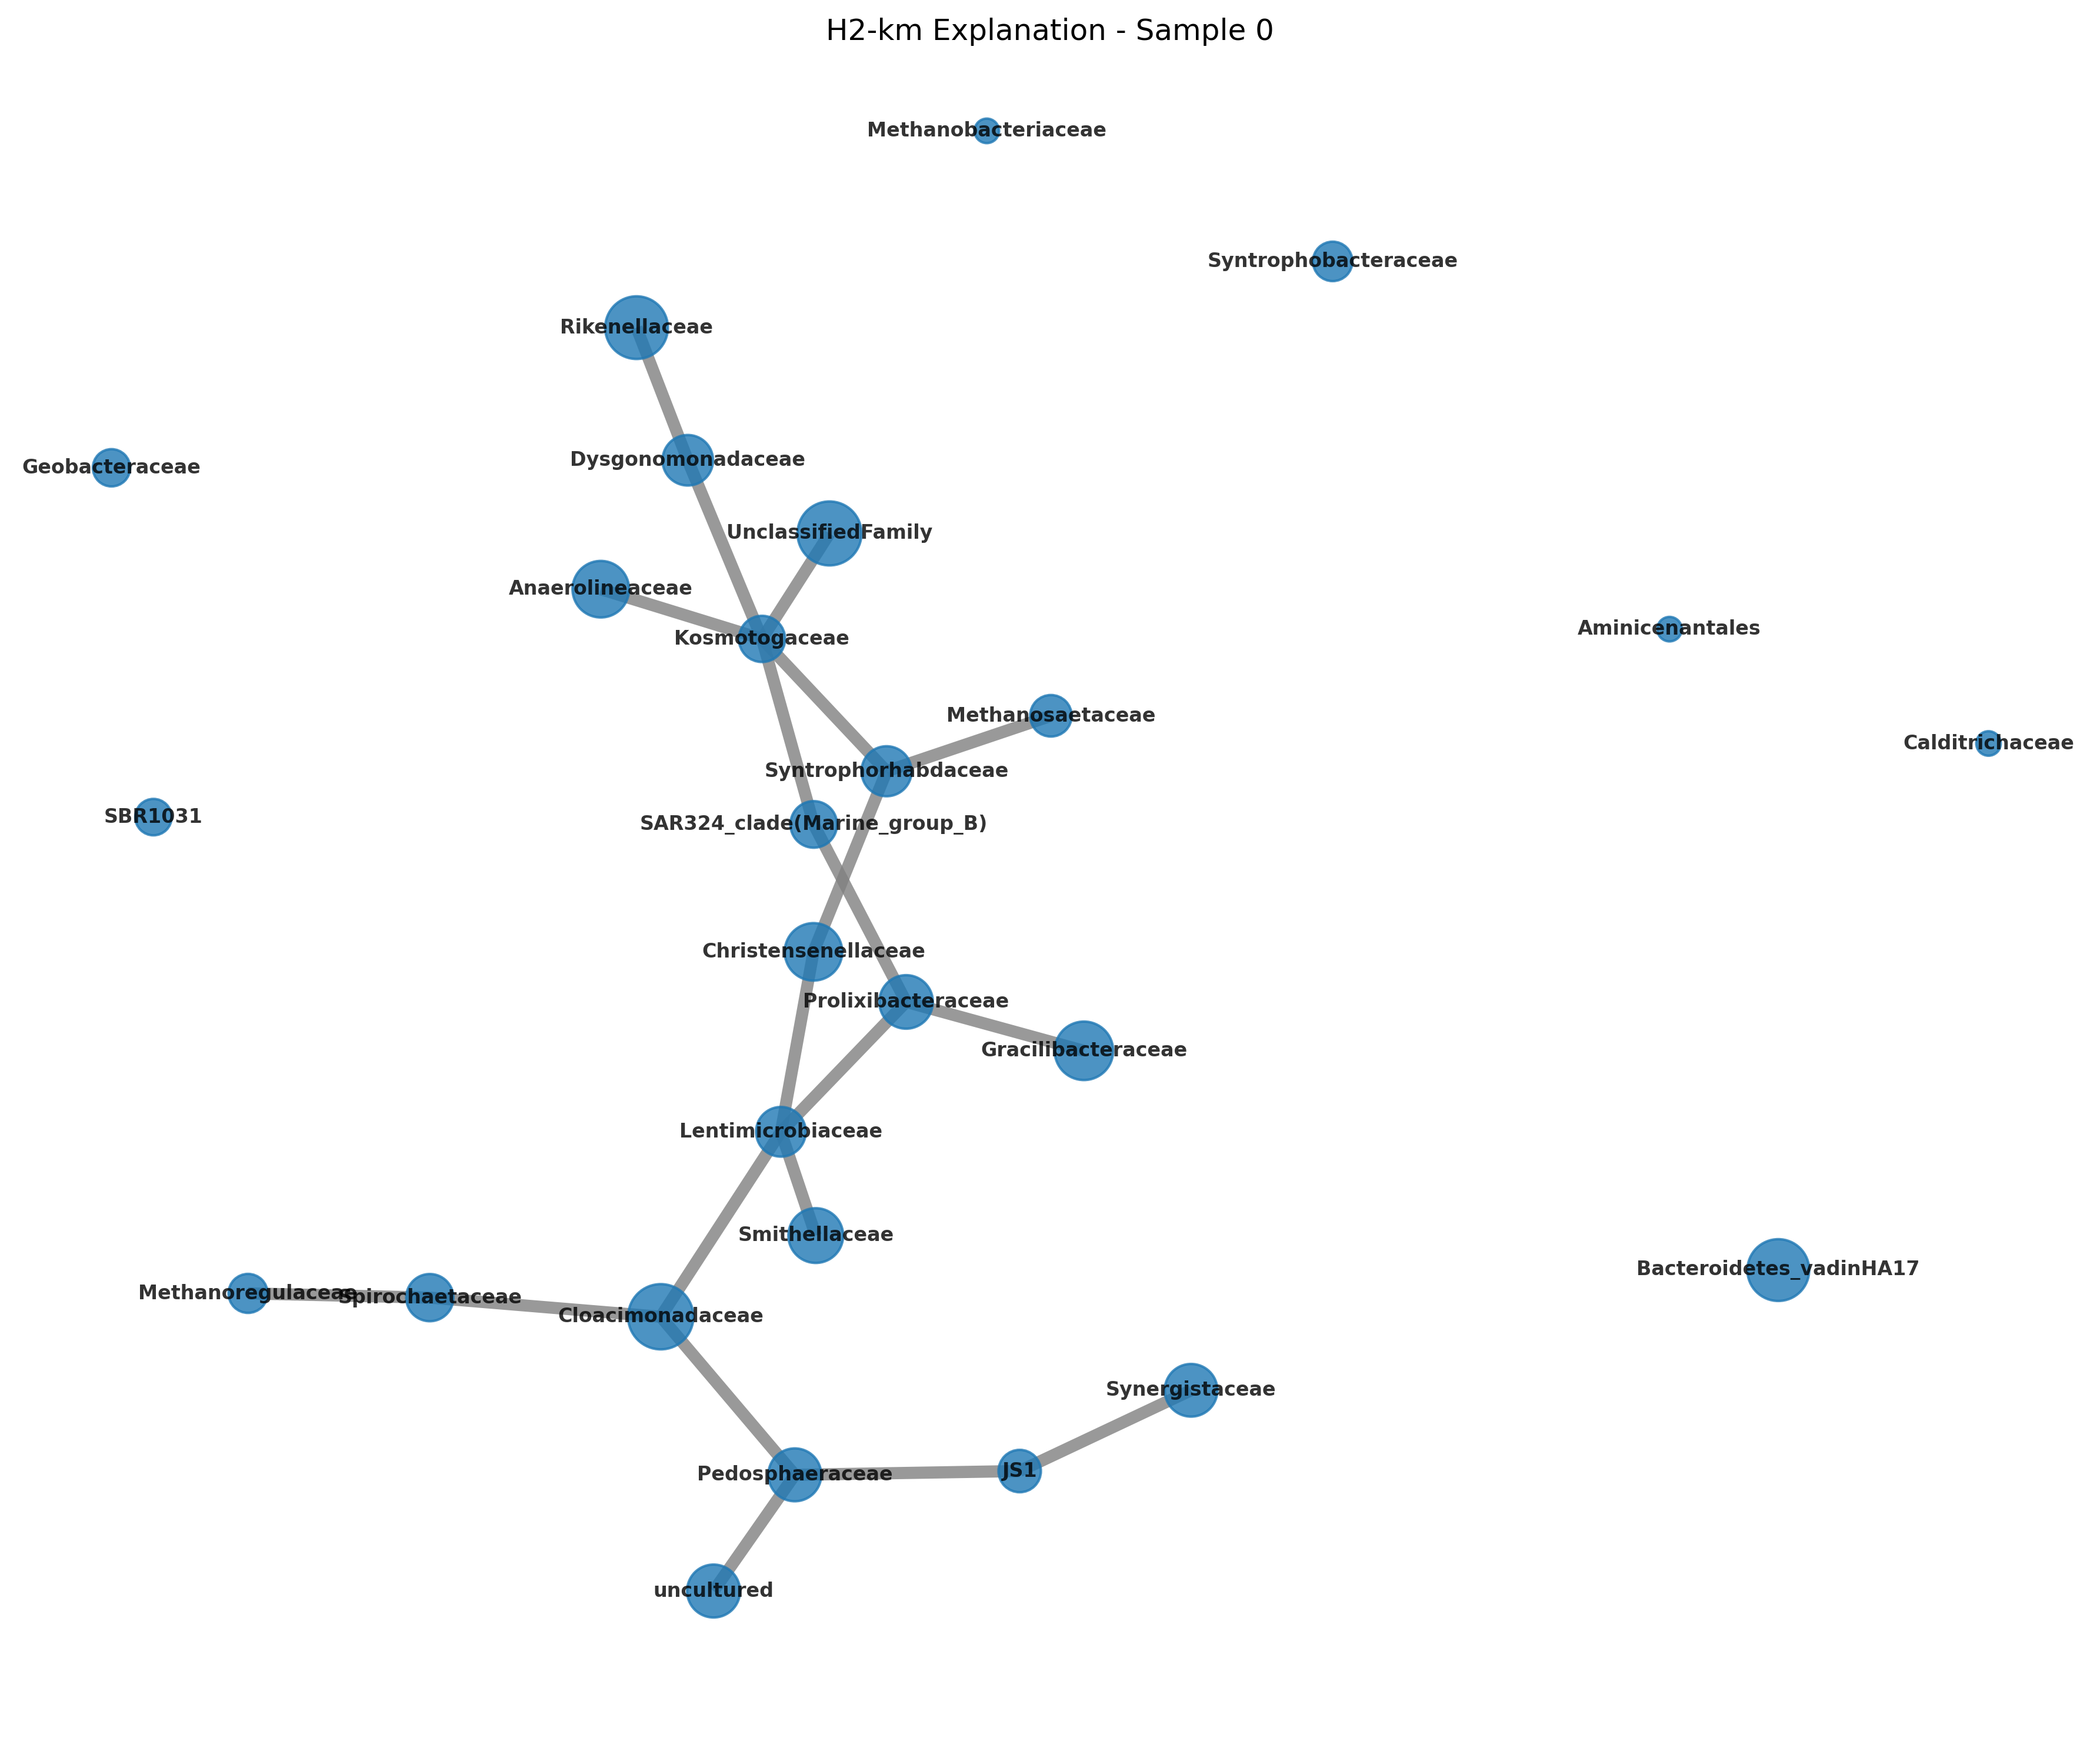 H2-km Explanation - Sample 0
Methanobacteriaceae
Syntrophobacteraceae
Rikenellaceae
Dysgonomonadaceae
Geobacteraceae
UnclassifiedFamily
Anaerolineaceae
Aminicenantales
Kosmotogaceae
Methanosaetaceae
Calditrichaceae
Syntrophorhabdaceae
SBR1031
SAR324_clade(Marine_group_B)
Christensenellaceae
Prolixibacteraceae
Gracilibacteraceae
Lentimicrobiaceae
Smithellaceae
Bacteroidetes_vadinHA17
Methanoregulaceae
Spirochaetaceae
Cloacimonadaceae
Synergistaceae
JS1
Pedosphaeraceae
uncultured